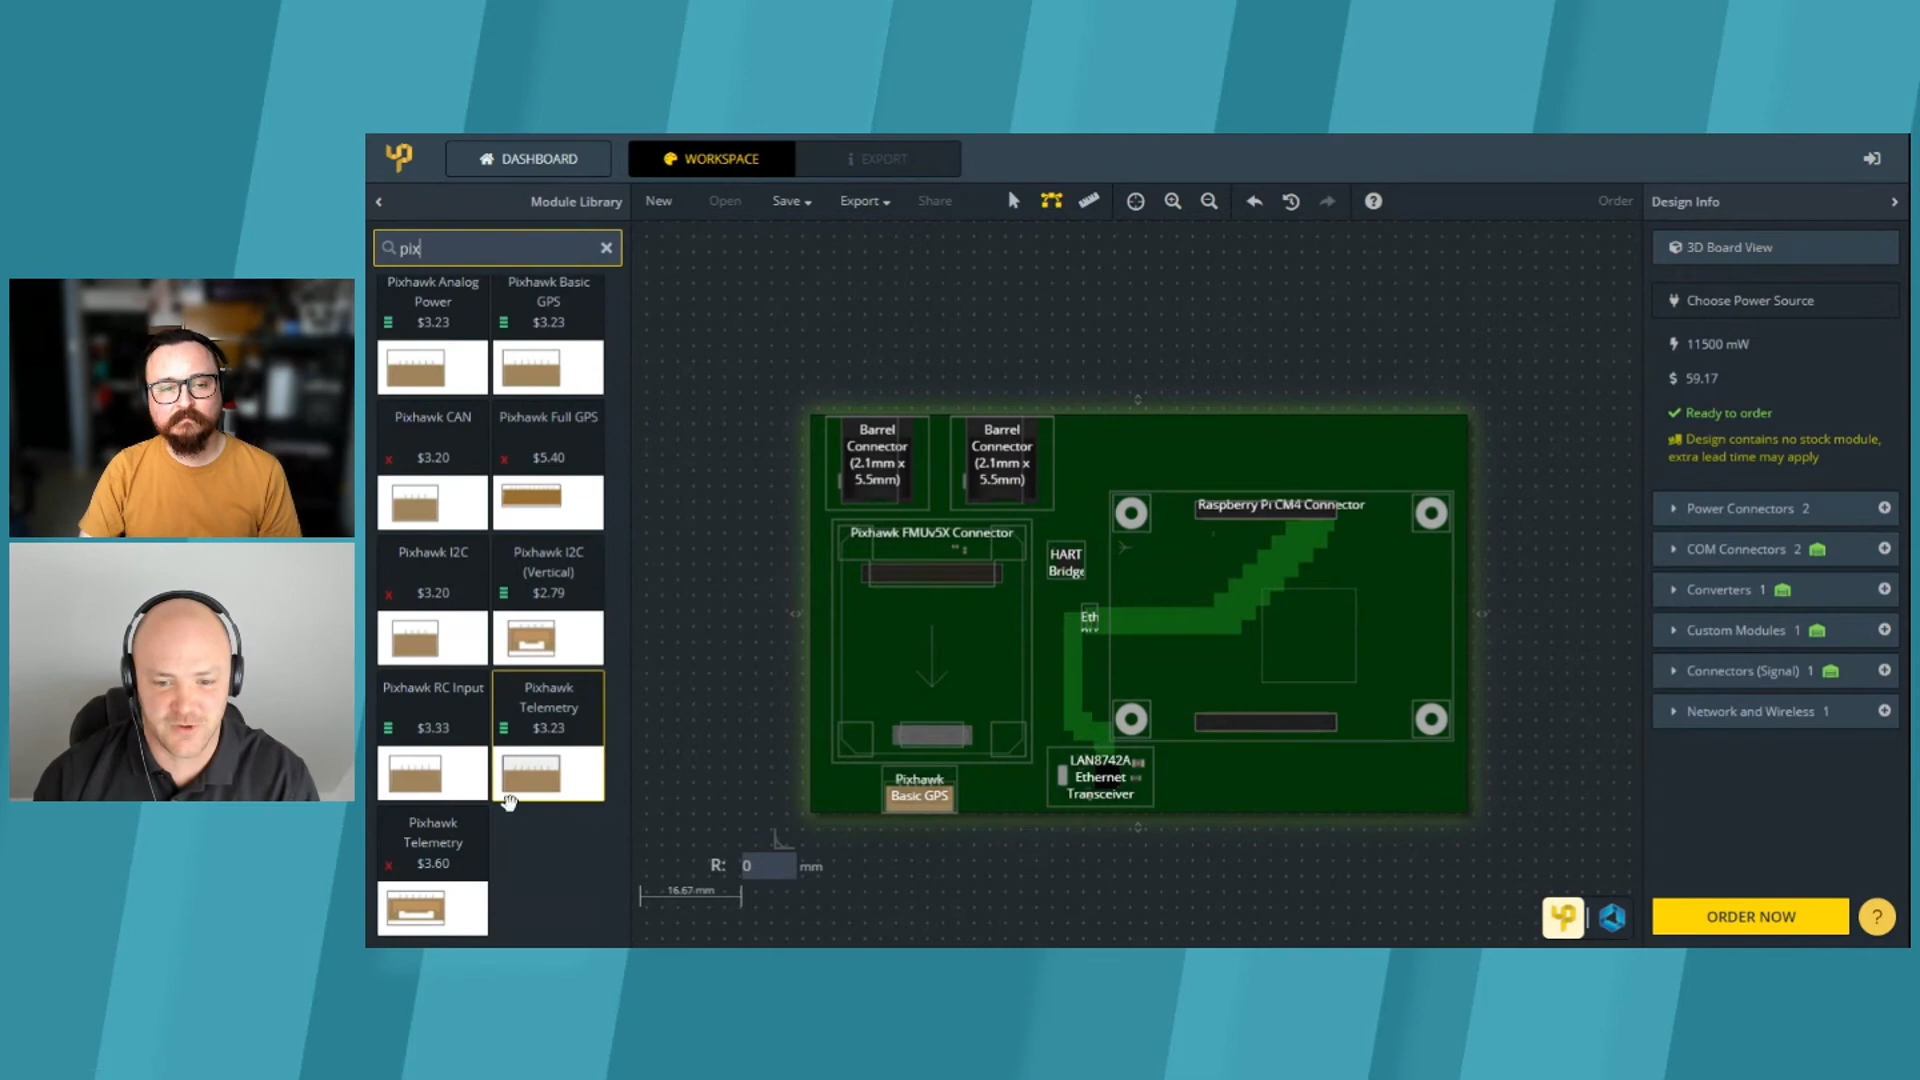 DASHBOARD
WORKSPACE
EXPORT
Module Library
New
Open
Save
Export
Share
Order
Design Info
pix
Pixhawk Analog
Power
$3.23
Pixhawk Basic
GPS
$3.23
Pixhawk CAN
$3.20
Pixhawk Full GPS
$5.40
Pixhawk I2C
$3.20
Pixhawk I2C
(Vertical)
$2.79
Pixhawk RC Input
$3.33
Pixhawk
Telemetry
$3.23
Pixhawk
Telemetry
$3.60
Barrel
Connector
(2.1mm x
5.5mm)
Barrel
Connector
(2.1mm x
5.5mm)
Pixhawk FMUv5X Connector
HART
Bridge
Raspberry Pi CM4 Connector
Eth
Pixhawk
Basic GPS
LAN8742A
Ethernet
Transceiver
R: 0 mm
16.67 mm
3D Board View
Choose Power Source
11500 mW
$ 59.17
Ready to order
Design contains no stock module,
extra lead time may apply
Power Connectors 2
COM Connectors 2
Converters 1
Custom Modules 1
Connectors (Signal) 1
Network and Wireless 1
ORDER NOW
?